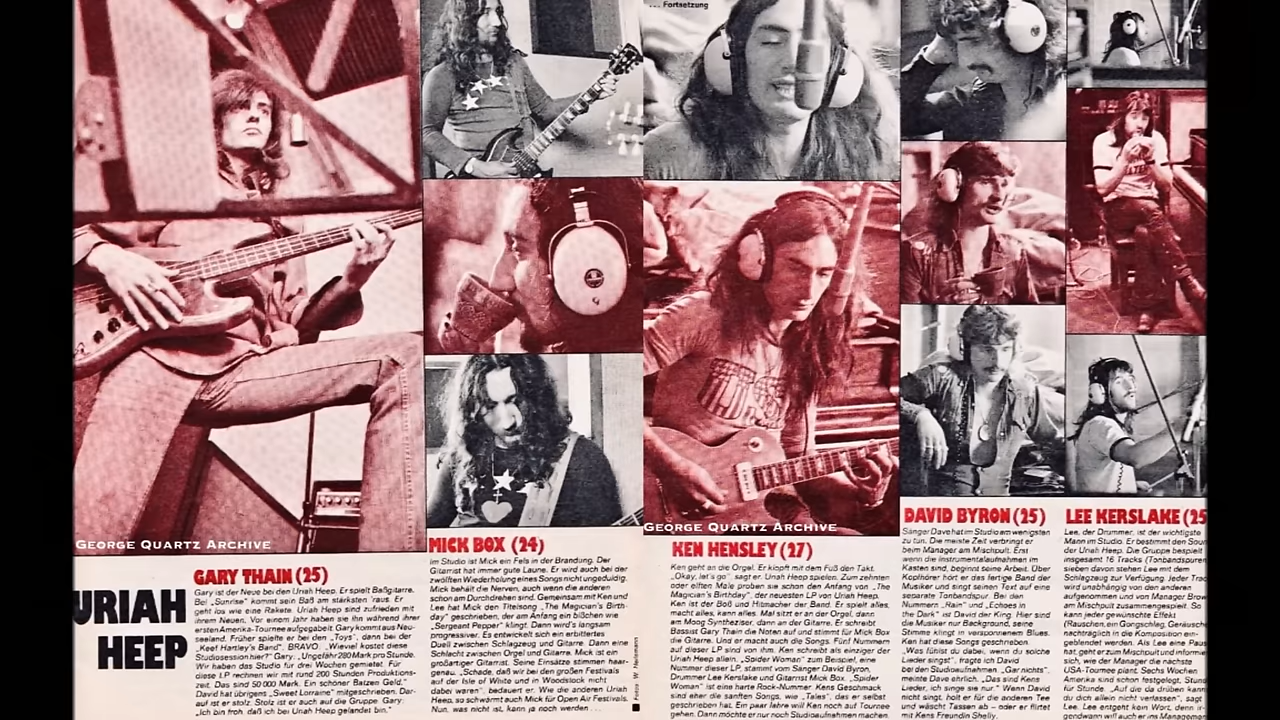 ... Fortsetzung
GEORGE QUARTZ ARCHIVE
GEORGE QUARTZ ARCHIVE
URIAH
HEEP
GARY THAIN (25)
Gary ist der Neue bei den Uriah Heep. Er spielt Baßgitarre.
Bei „Sunrise" kommt sein Baß am stärksten 'raus. Er
geht los wie eine Rakete. Uriah Heep sind zufrieden mit
ihrem Neuen. Vor einem Jahr haben sie ihn während ihrer
ersten Amerika-Tournee aufgegabelt. Gary kommt aus Neu-
seeland. Früher spielte er bei den „Toys", dann bei der
„Keef Hartley's Band". BRAVO: „Wieviel kostet diese
Studiosession hier?" Gary: „Ungefähr 280 Mark pro Stunde.
Wir haben das Studio für drei Wochen gemietet. Für
diese LP rechnen wir mit rund 200 Stunden Produktions-
zeit. Das sind 50 000 Mark. Ein schöner Batzen Geld."
David hat übrigens „Sweet Lorraine" mitgeschrieben. Dar-
auf ist er stolz. Stolz ist er auch auf die Gruppe. Gary:
„Ich bin froh, daß ich bei Uriah Heep gelandet bin."
MICK BOX (24)
Im Studio ist Mick ein Fels in der Brandung. Der
Gitarrist hat immer gute Laune. Er wird auch bei der
zwölften Wiederholung eines Songs nicht ungeduldig.
Mick behält die Nerven, auch wenn die anderen
schon am Durchdrehen sind. Gemeinsam mit Ken und
Lee hat Mick den Titelsong „The Magician's Birth-
day" geschrieben, der am Anfang ein bißchen wie
„Sergeant Pepper" klingt. Dann wird's langsam
progressiver. Es entwickelt sich ein erbittertes
Duell zwischen Schlagzeug und Gitarre. Dann eine
Schlacht zwischen Orgel und Gitarre. Mick ist ein
großartiger Gitarrist. Seine Einsätze stimmen haar-
genau. „Schade, daß wir bei den großen Festivals
auf der Isle of White und in Woodstock nicht
dabei waren", bedauert er. Wie die anderen Uriah
Heep, so schwärmt auch Mick für Open Air Festivals.
Nun, was nicht ist, kann ja noch werden ...
Fotos: W. Heilemann
KEN HENSLEY (27)
Ken geht an die Orgel. Er klopft mit dem Fuß den Takt.
„Okay, let's go", sagt er. Uriah Heep spielen. Zum zehnten
oder elften Male proben sie schon den Anfang von „The
Magician's Birthday", der neuesten LP von Uriah Heep.
Ken ist der Boß und Hitmacher der Band. Er spielt alles,
macht alles, kann alles. Mal sitzt er an der Orgel, dann
am Moog Synthesizer, dann an der Gitarre. Er schreibt
Bassist Gary Thain die Noten auf und stimmt für Mick Box
die Gitarre. Und er macht auch die Songs. Fünf Nummern
auf dieser LP sind von ihm. Ken schreibt als einziger der
Uriah Heep allein. „Spider Woman" zum Beispiel, eine
Nummer dieser LP, stammt von Sänger David Byron,
Drummer Lee Kerslake und Gitarrist Mick Box. „Spider
Woman" ist eine harte Rock-Nummer. Kens Geschmack
sind eher die sanften Songs, wie „Tales", das er selbst
geschrieben hat. Ein paar Jahre will Ken noch auf Tournee
gehen. Dann möchte er nur noch Studioaufnahmen machen.
DAVID BYRON (25)
Sänger Dave hat im Studio am wenigsten
zu tun. Die meiste Zeit verbringt er
beim Manager am Mischpult. Erst
wenn die Instrumentalaufnahmen im
Kasten sind, beginnt seine Arbeit. Über
Kopfhörer hört er das fertige Band der
Musiker und singt seinen Text auf eine
separate Tonbandspur. Bei den
Nummern „Rain" und „Echoes in
the Dark" ist Dave der King. Hier sind
die Musiker nur Background, seine
Stimme klingt in versponnenem Blues.
Ken hat diese Songs geschrieben.
„Was fühlst du dabei, wenn du solche
Lieder singst", fragte ich David
bei den Studioaufnahmen. „Gar nichts",
meinte Dave ehrlich. „Das sind Kens
Lieder, ich singe sie nur." Wenn David
nicht singt, holt er für die anderen Tee
und wäscht Tassen ab – oder er flirtet
mit Kens Freundin Shelly.
LEE KERSLAKE (25
Lee, der Drummer, ist der wichtigste
Mann im Studio. Er bestimmt den Soun
der Uriah Heep. Die Gruppe bespielt
insgesamt 16 Tracks (Tonbandspuren
sieben davon stehen Lee mit dem
Schlagzeug zur Verfügung. Jeder Trac
wird unabhängig von den anderen
aufgenommen und von Manager Brow
am Mischpult zusammengespielt. So
kann jeder gewünschte Effekt
(Rauschen, ein Gongschlag, Geräusch
nachträglich in die Komposition ein-
geblendet werden. Als Lee eine Paus
hat, geht er zum Mischpult und informie
sich, wie der Manager die nächste
USA-Tournee plant. Sechs Wochen
Amerika sind schon festgelegt, Stund
für Stunde. „Auf die da drüben kanns
du dich allein nicht verlassen", sagt
Lee. Lee entgeht kein Wort, denn ir
gendwann will auch er ins Manageme